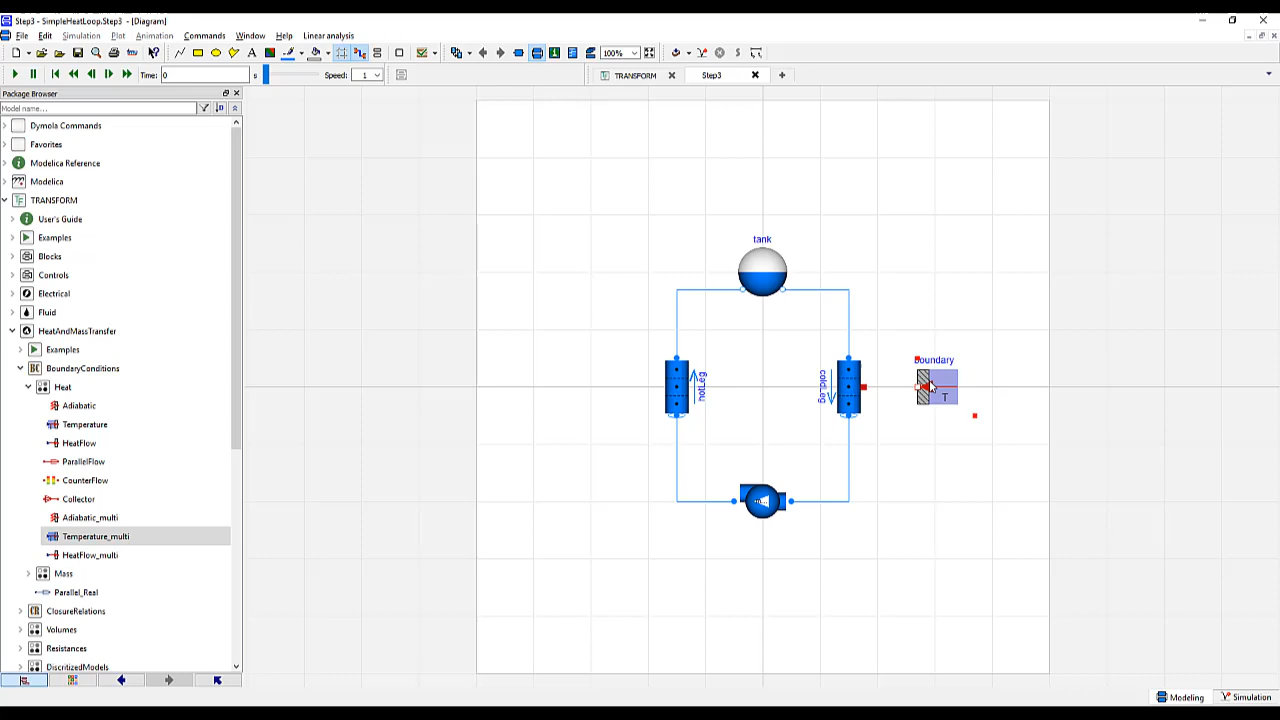 Step3 - SimpleHeatLoop.Step3 - [Diagram]
File Edit Simulation Plot Animation Commands Window Help Linear analysis
100%
Time: 0 s Speed: 1
TRANSFORM Step3
Package Browser
Model name...
Dymola Commands
Favorites
Modelica Reference
Modelica
TRANSFORM
User's Guide
Examples
Blocks
Controls
Electrical
Fluid
HeatAndMassTransfer
Examples
BoundaryConditions
Heat
Adiabatic
Temperature
HeatFlow
ParallelFlow
CounterFlow
Collector
Adiabatic_multi
Temperature_multi
HeatFlow_multi
Mass
Parallel_Real
ClosureRelations
Volumes
Resistances
DiscritizedModels
tank
hotLeg
coldLeg
boundary
T
Modeling Simulation